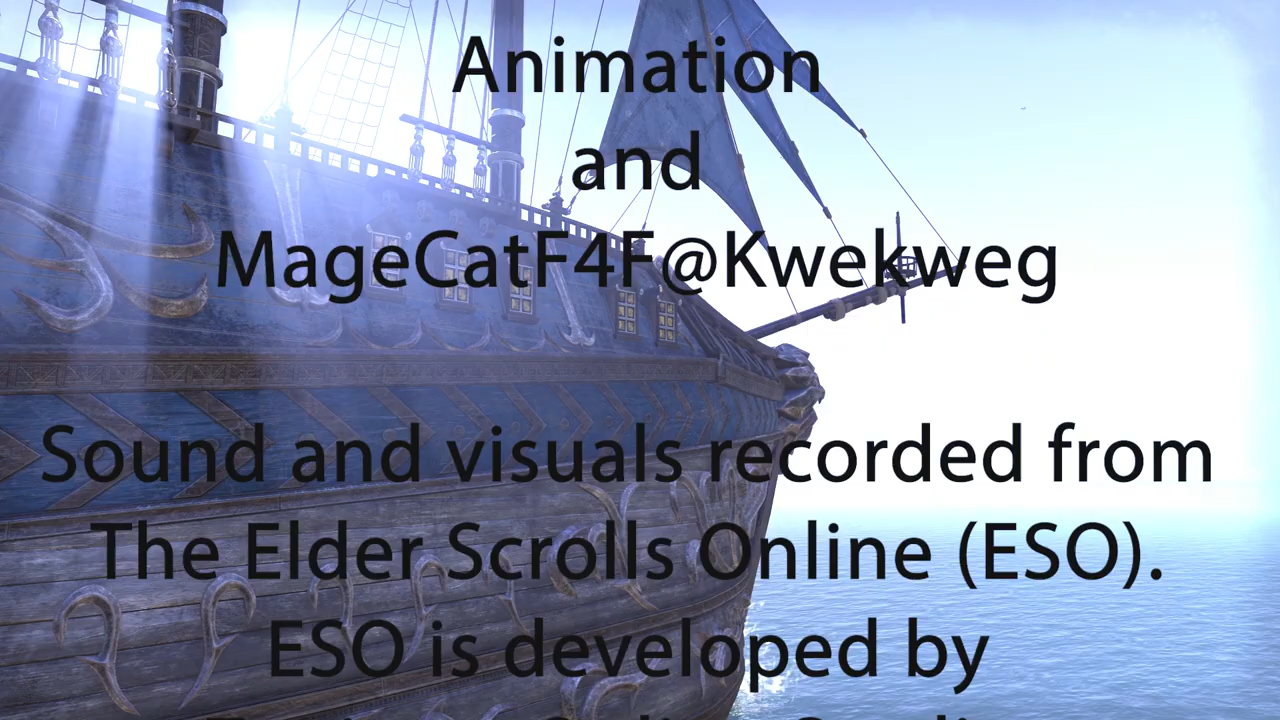 Animation
and
MageCatF4F@Kwekweg
Sound and visuals recorded from
The Elder Scrolls Online (ESO).
ESO is developed by